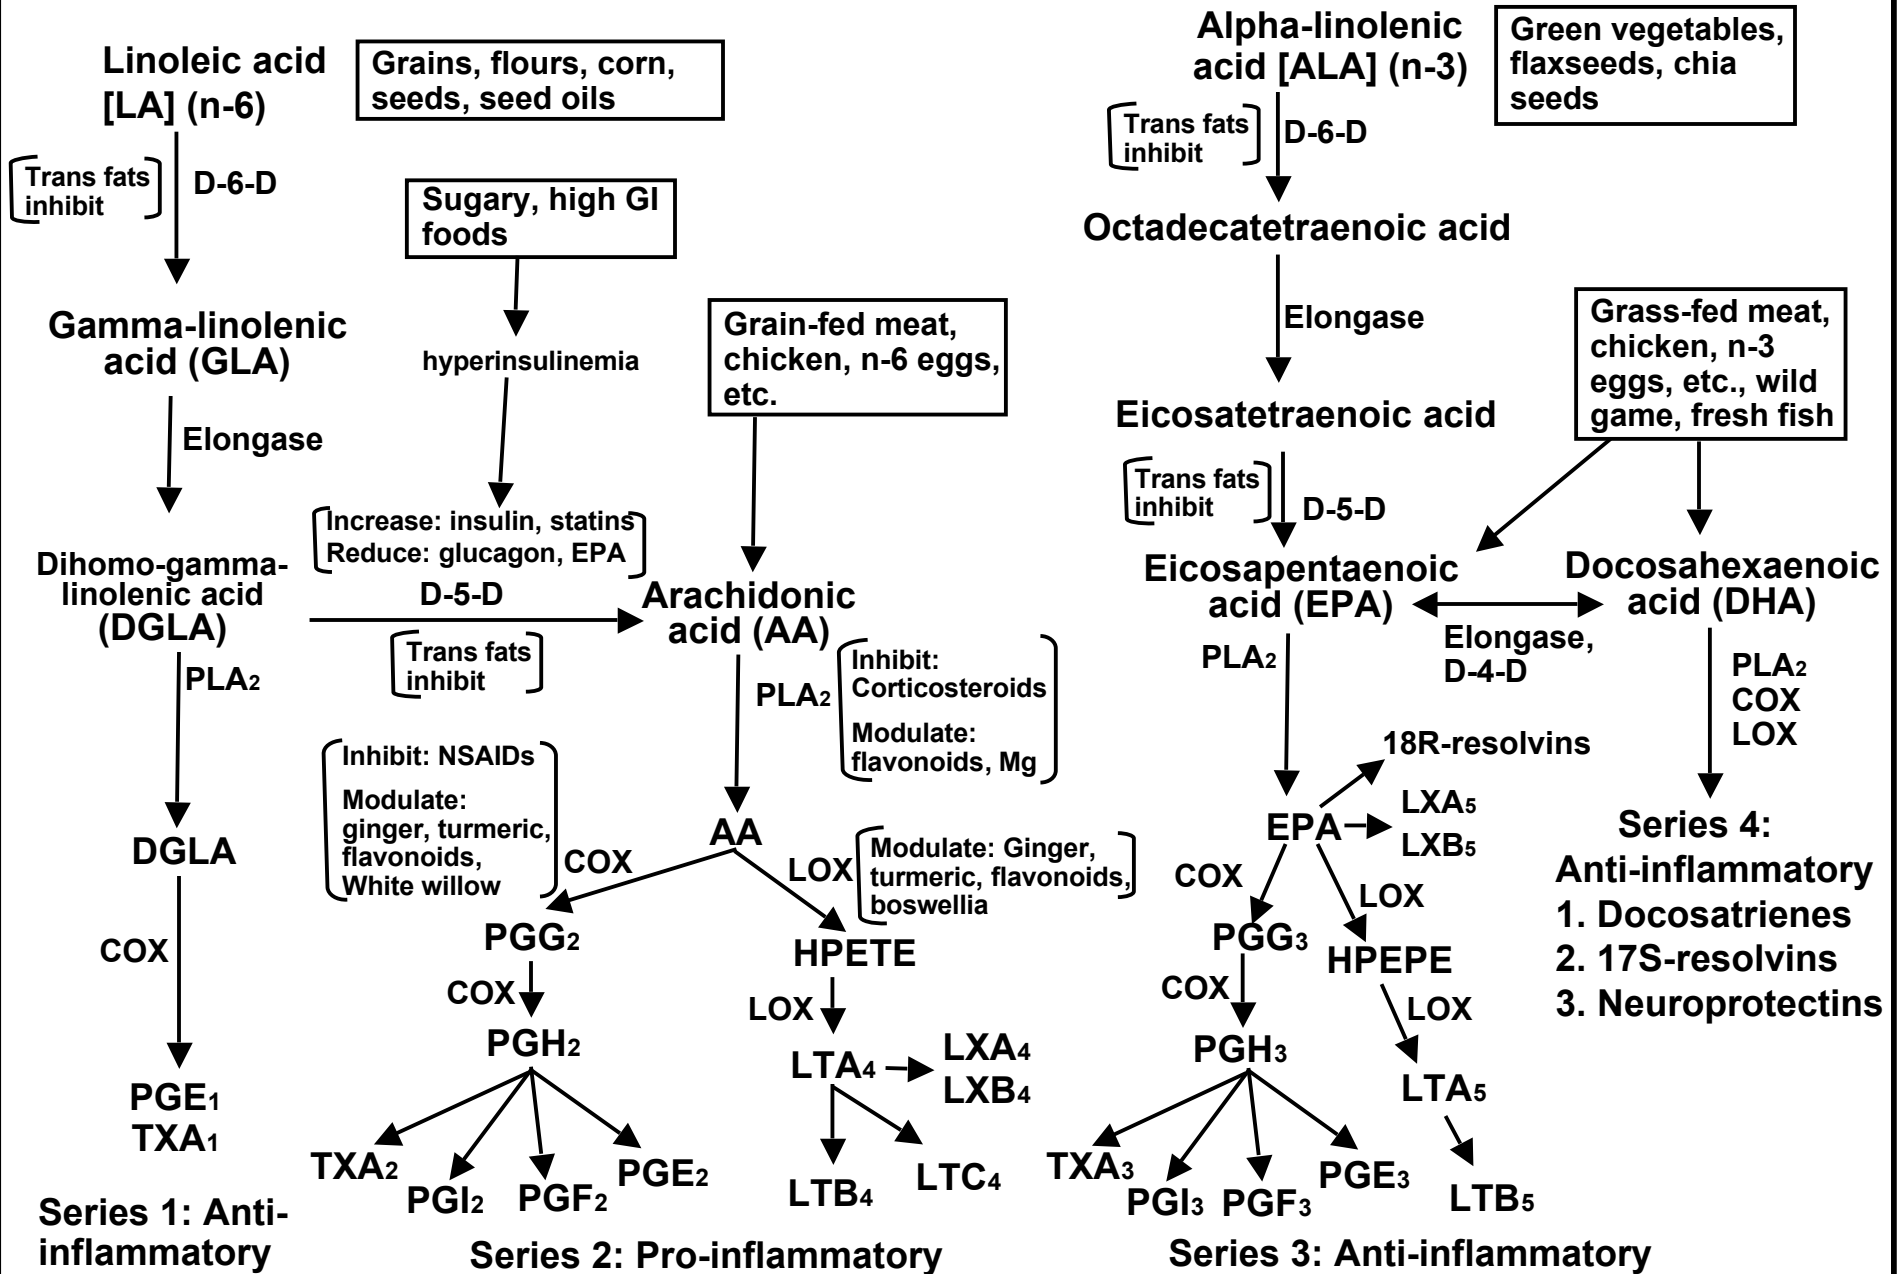 Linoleic acid
[LA] (n-6)
Grains, flours, corn,
seeds, seed oils
Trans fats
inhibit
D-6-D
Gamma-linolenic
acid (GLA)
Elongase
Dihomo-gamma-
linolenic acid
(DGLA)
PLA2
DGLA
COX
PGE1
TXA1
Series 1: Anti-
inflammatory
Sugary, high GI
foods
hyperinsulinemia
Increase: insulin, statins
Reduce: glucagon, EPA
D-5-D
Trans fats
inhibit
Grain-fed meat,
chicken, n-6 eggs,
etc.
Arachidonic
acid (AA)
PLA2
Inhibit:
Corticosteroids
Modulate:
flavonoids, Mg
Inhibit: NSAIDs
Modulate:
ginger, turmeric,
flavonoids,
White willow
AA
COX
LOX
Modulate: Ginger,
turmeric, flavonoids,
boswellia
PGG2
COX
PGH2
TXA2
PGI2
PGF2
PGE2
HPETE
LOX
LTA4
LXA4
LXB4
LTB4
LTC4
Series 2: Pro-inflammatory
Alpha-linolenic
acid [ALA] (n-3)
Green vegetables,
flaxseeds, chia
seeds
Trans fats
inhibit
D-6-D
Octadecatetraenoic acid
Elongase
Eicosatetraenoic acid
Trans fats
inhibit
D-5-D
Grass-fed meat,
chicken, n-3
eggs, etc., wild
game, fresh fish
Eicosapentaenoic
acid (EPA)
Docosahexaenoic
acid (DHA)
Elongase,
D-4-D
PLA2
EPA
18R-resolvins
LXA5
LXB5
COX
LOX
PGG3
COX
PGH3
TXA3
PGI3
PGF3
PGE3
HPEPE
LOX
LTA5
LTB5
Series 3: Anti-inflammatory
PLA2
COX
LOX
Series 4:
Anti-inflammatory
1. Docosatrienes
2. 17S-resolvins
3. Neuroprotectins